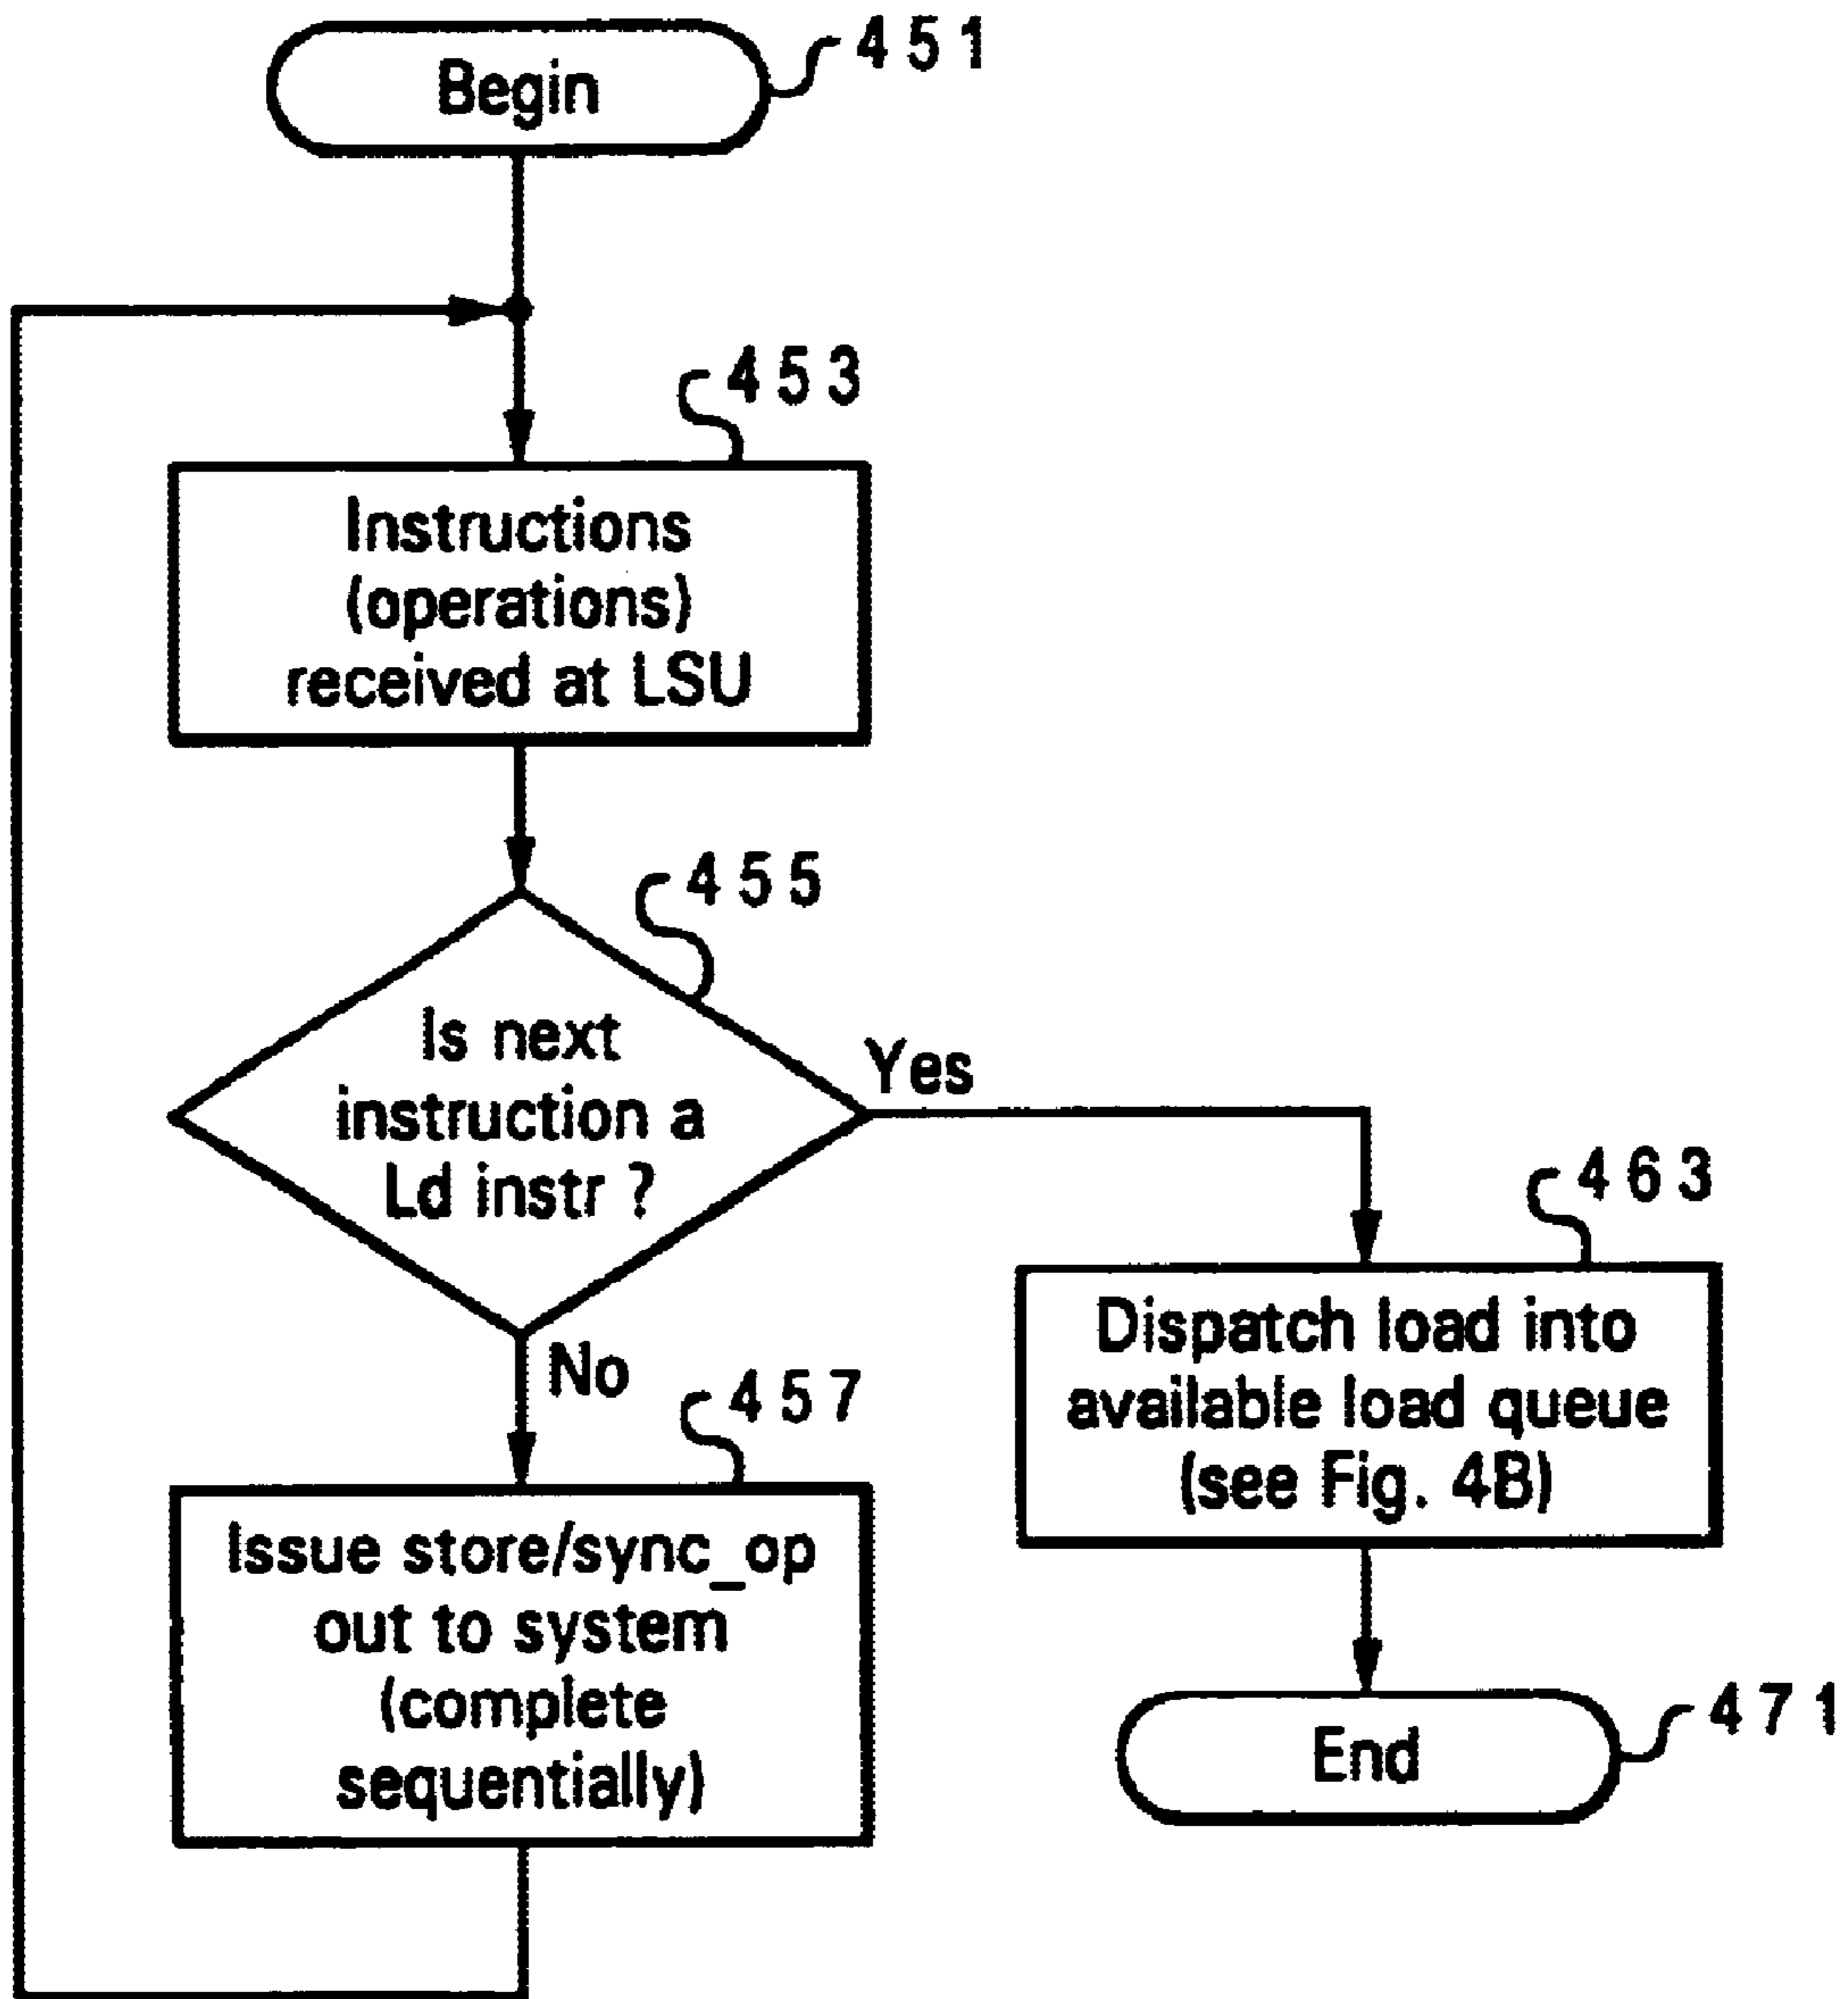 Begin
451
453
Instructions
(operations)
received at LSU
455
Is next
instruction a
Ld instr ?
Yes
No
463
Dispatch load into
available load queue
(see Fig. 4B)
457
Issue store/sync_op
out to system
(complete
sequentially)
End
471